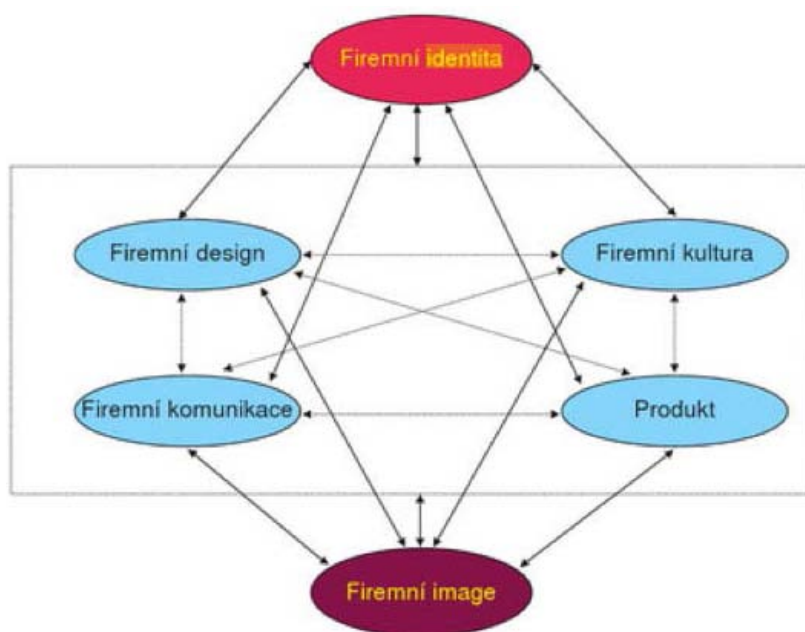 Firemní identita
Firemní design
Firemní kultura
Firemní komunikace
Produkt
Firemní image